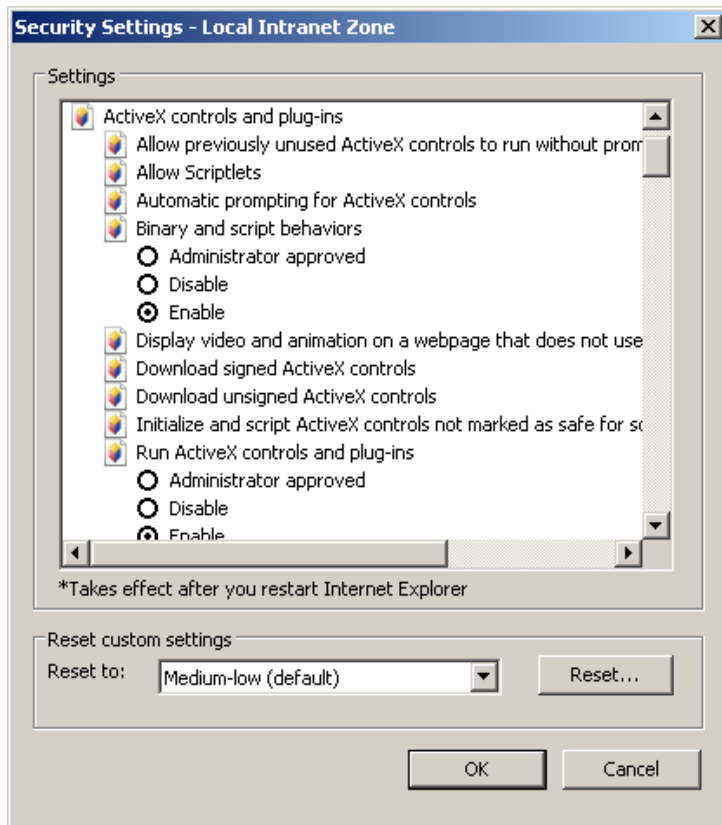 Security Settings - Local Intranet Zone
Settings
ActiveX controls and plug-ins
Allow previously unused ActiveX controls to run without prom
Allow Scriptlets
Automatic prompting for ActiveX controls
Binary and script behaviors
Administrator approved
Disable
Enable
Display video and animation on a webpage that does not use
Download signed ActiveX controls
Download unsigned ActiveX controls
Initialize and script ActiveX controls not marked as safe for sc
Run ActiveX controls and plug-ins
Administrator approved
Disable
Enable
*Takes effect after you restart Internet Explorer
Reset custom settings
Reset to: Medium-low (default) Reset...
OK Cancel